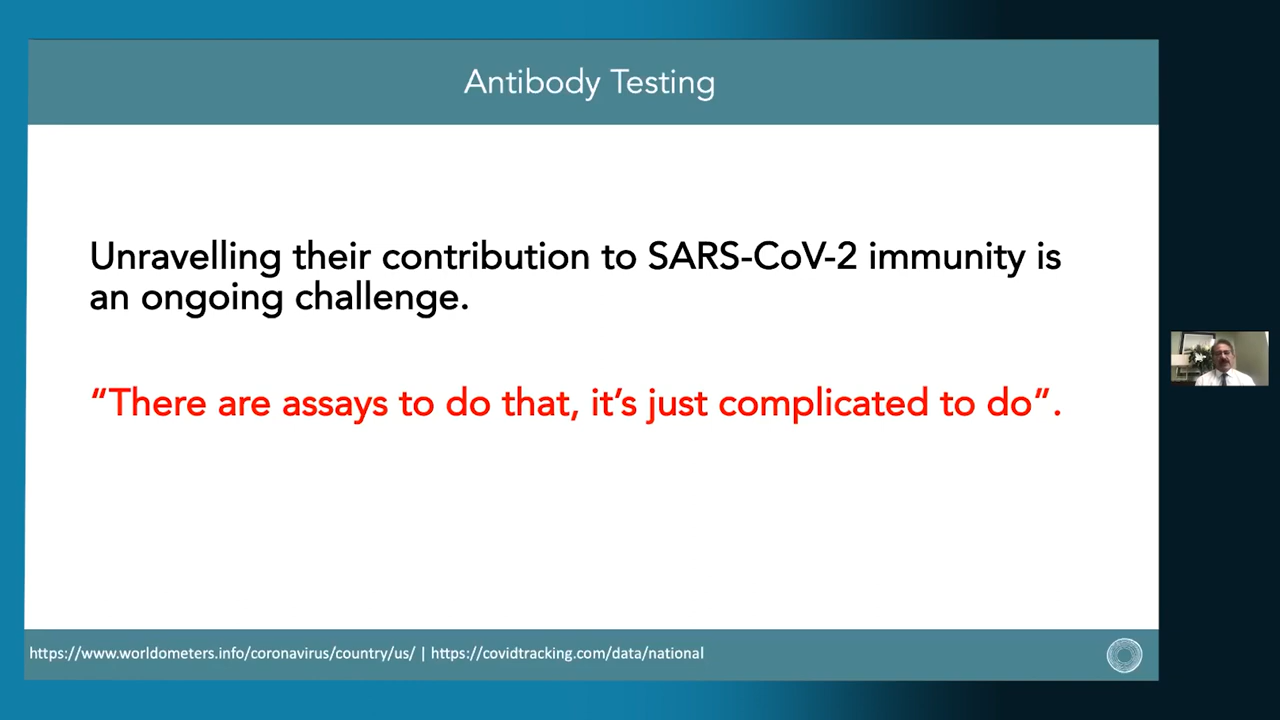 Antibody Testing
Unravelling their contribution to SARS-CoV-2 immunity is
an ongoing challenge.
“There are assays to do that, it’s just complicated to do”.
https://www.worldometers.info/coronavirus/country/us/ | https://covidtracking.com/data/national